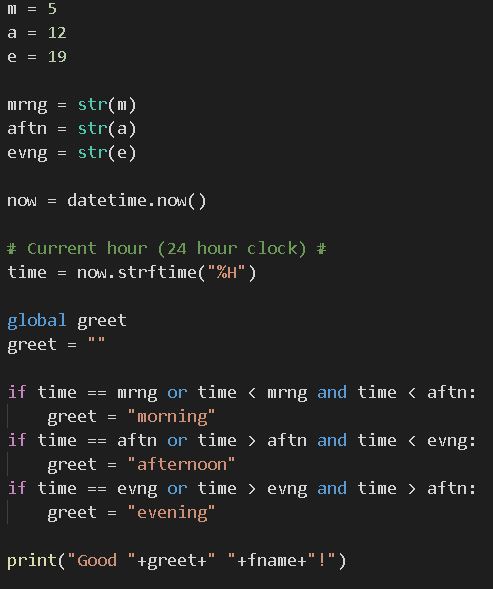 m = 5
a = 12
e = 19
mrng = str(m)
aftn = str(a)
evng = str(e)
now = datetime.now()
# Current hour (24 hour clock) #
time = now.strftime("%H")
global greet
greet = ""
if time == mrng or time < mrng and time < aftn:
    greet = "morning"
if time == aftn or time > aftn and time < evng:
    greet = "afternoon"
if time == evng or time > evng and time > aftn:
    greet = "evening"
print("Good "+greet+" "+fname+"!")